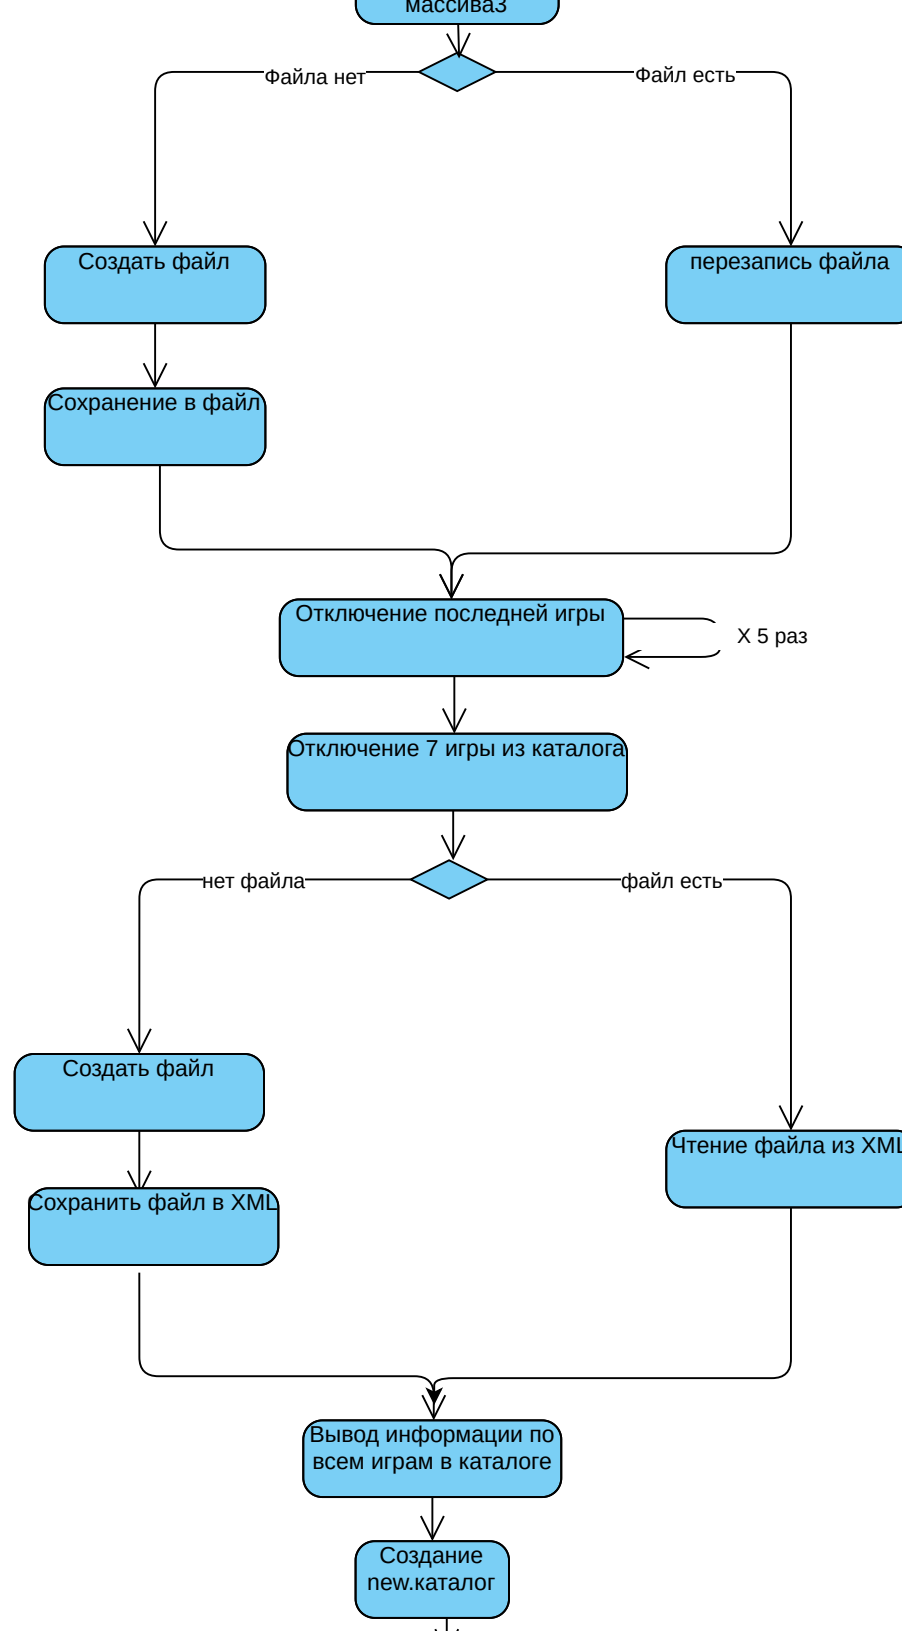 массива3
Файла нет
Файл есть
Создать файл
перезапись файла
Сохранение в файл
Отключение последней игры
X 5 раз
Отключение 7 игры из каталога
нет файла
файл есть
Создать файл
Чтение файла из XML
Сохранить файл в XML
Вывод информации по
всем играм в каталоге
Создание
new.каталог